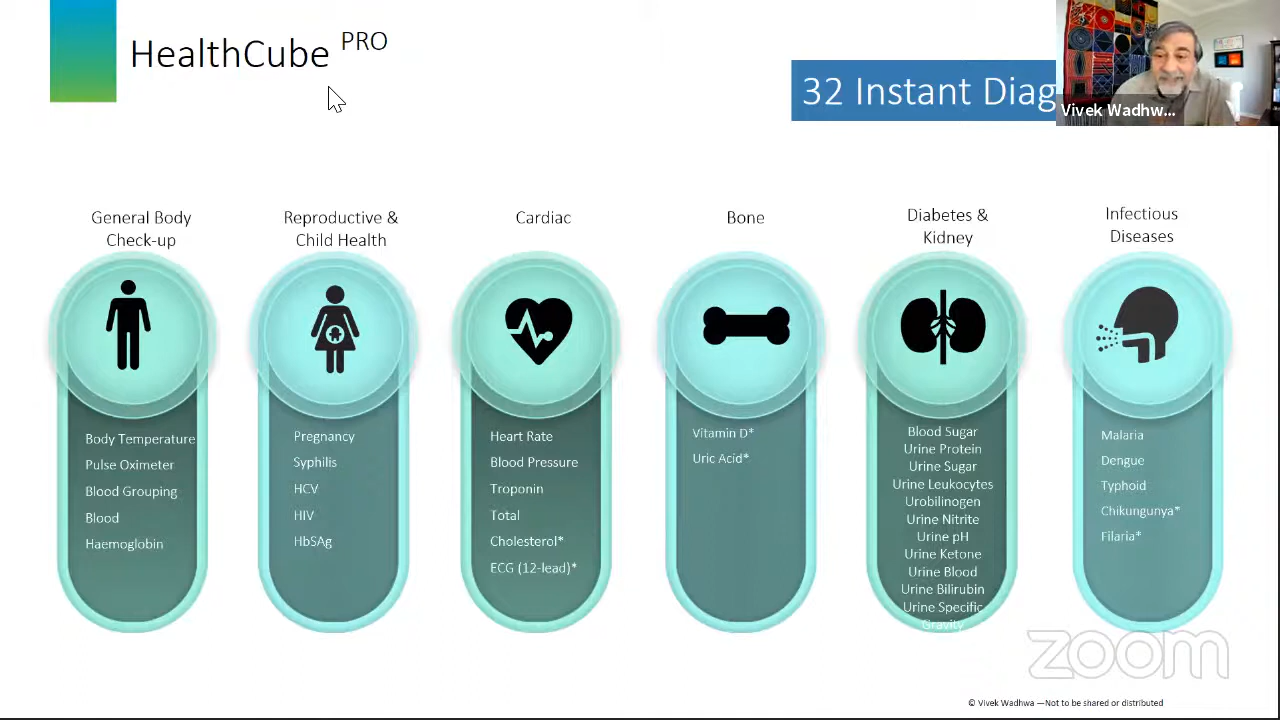 HealthCube PRO
32 Instant Diag
Vivek Wadhw...
General Body
Check-up
Body Temperature
Pulse Oximeter
Blood Grouping
Blood
Haemoglobin
Reproductive &
Child Health
Pregnancy
Syphilis
HCV
HIV
HbSAg
Cardiac
Heart Rate
Blood Pressure
Troponin
Total
Cholesterol*
ECG (12-lead)*
Bone
Vitamin D*
Uric Acid*
Diabetes &
Kidney
Blood Sugar
Urine Protein
Urine Sugar
Urine Leukocytes
Urobilinogen
Urine Nitrite
Urine pH
Urine Ketone
Urine Blood
Urine Bilirubin
Urine Specific
Gravity
Infectious
Diseases
Malaria
Dengue
Typhoid
Chikungunya*
Filaria*
zoom
© Vivek Wadhwa —Not to be shared or distributed